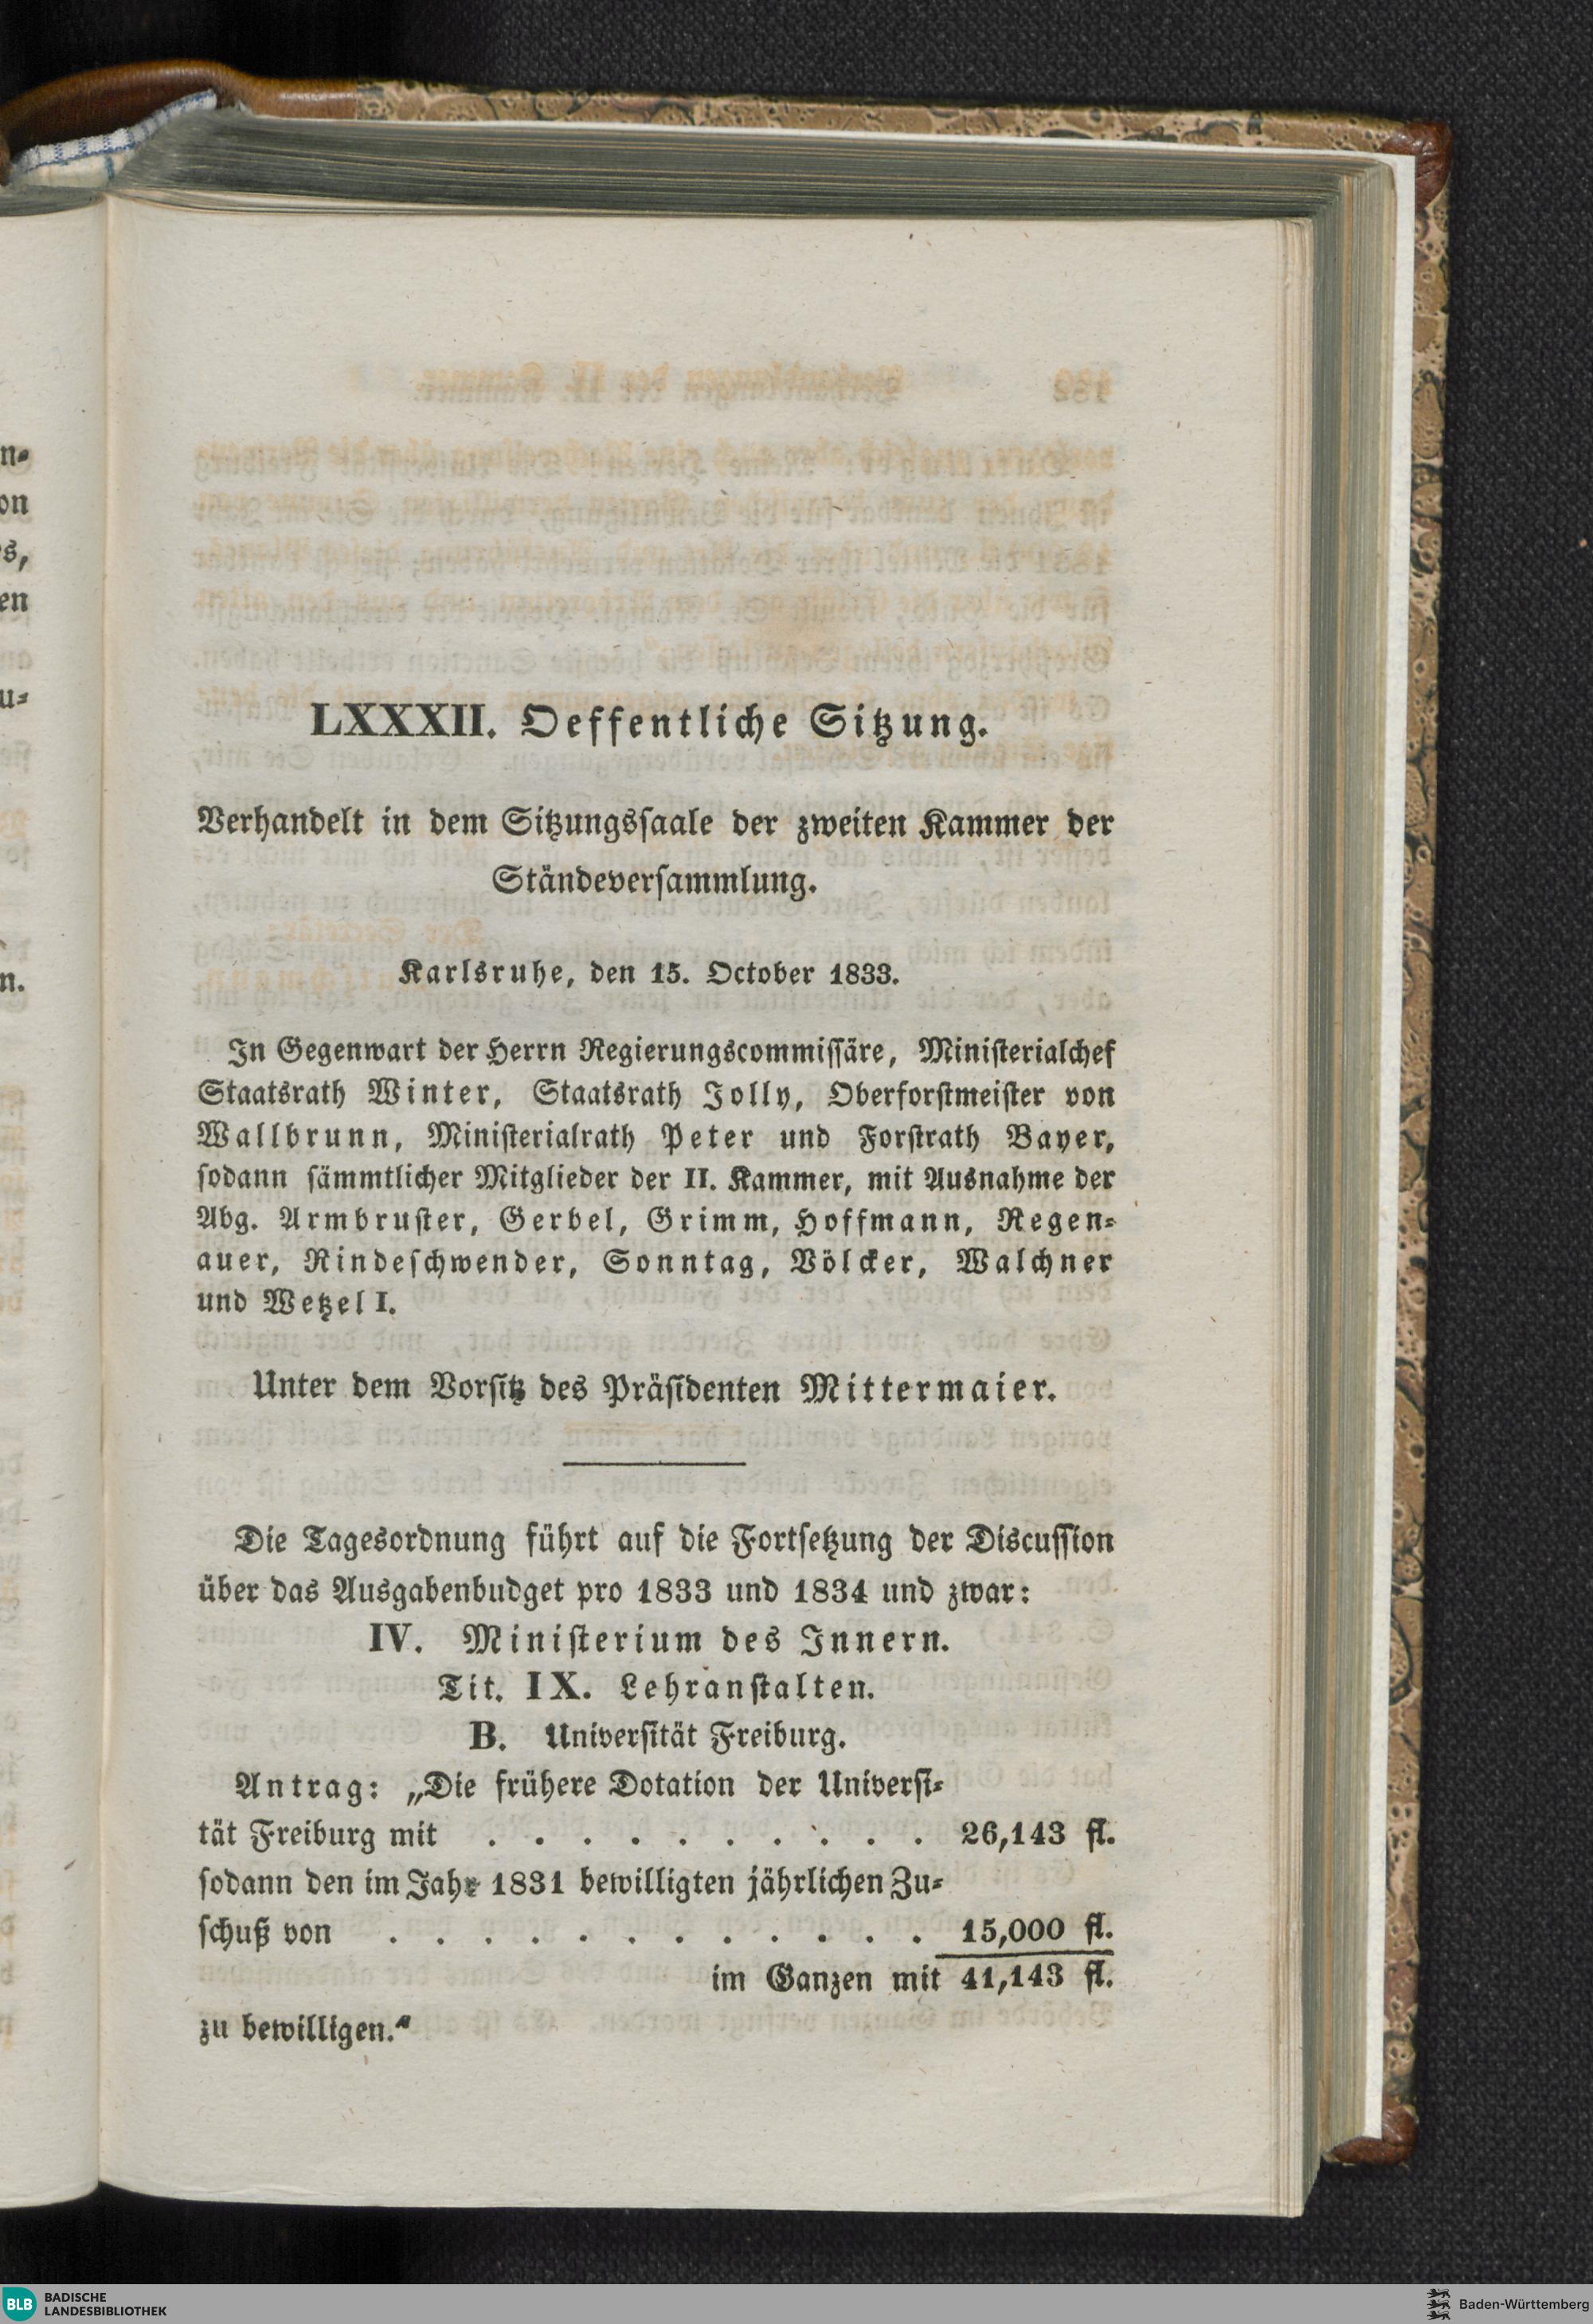 LXXXII. Oeffentliche Sitzung.
Verhandelt in dem Sitzungsſaale der zweiten Kammer der
Ständeverſammlung.
Karlsruhe, den 15. October 1833.
In Gegenwart der Herrn Regierungscommiſſäre, Miniſterialchef
Staatsrath Winter, Staatsrath Jolly, Oberforſtmeiſter von
Wallbrunn, Miniſterialrath Peter und Forſtrath Bayer,
ſodann ſämmtlicher Mitglieder der II. Kammer, mit Ausnahme der
Abg. Armbruſter, Gerbel, Grimm, Hoffmann, Regen-
auer, Rindeſchwender, Sonntag, Völcker, Walchner
und Wetzel I.
Unter dem Vorſitz des Präſidenten Mittermaier.
Die Tagesordnung führt auf die Fortſetzung der Discuſſion
über das Ausgabenbudget pro 1833 und 1834 und zwar:
IV. Miniſterium des Innern.
Tit. IX. Lehranſtalten.
B. Univerſität Freiburg.
Antrag: „Die frühere Dotation der Univerſi-
tät Freiburg mit . . . . . . . . . . 26,143 fl.
ſodann den im Jahr 1831 bewilligten jährlichen Zu-
ſchuß von . . . . . . . . . . . . 15,000 fl.
im Ganzen mit 41,143 fl.
zu bewilligen.“
BLB BADISCHE
LANDESBIBLIOTHEK
Baden-Württemberg